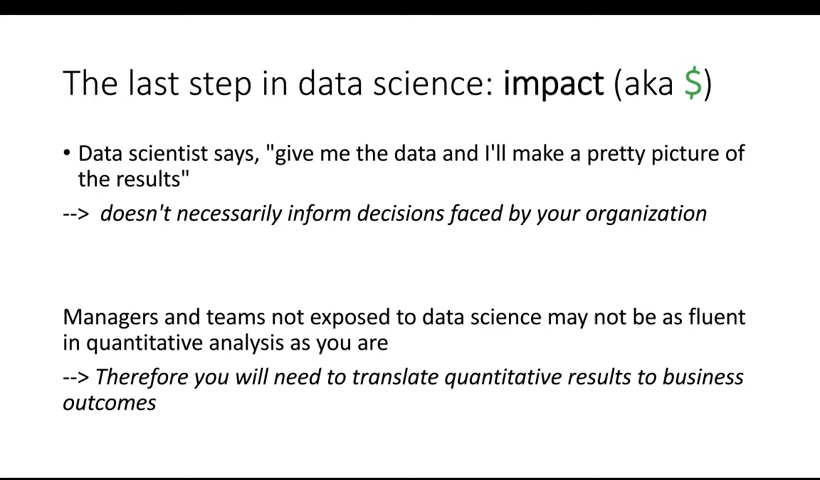 The last step in data science: impact (aka $)
• Data scientist says, "give me the data and I'll make a pretty picture of
the results"
--> doesn't necessarily inform decisions faced by your organization
Managers and teams not exposed to data science may not be as fluent
in quantitative analysis as you are
--> Therefore you will need to translate quantitative results to business
outcomes